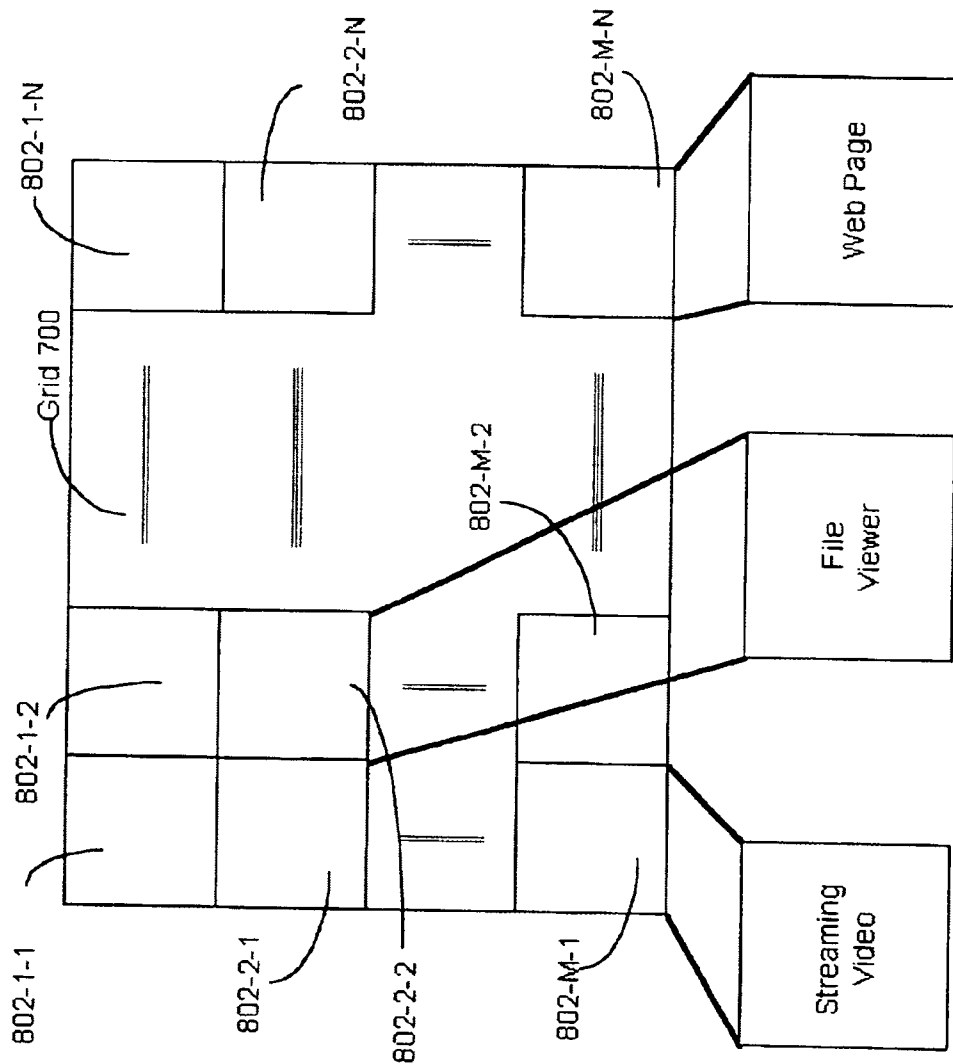 802-1-1
802-1-2
Grid 700
802-1-N
802-2-1
802-2-2
802-2-N
802-M-1
802-M-2
802-M-N
Streaming
Video
File
Viewer
Web Page